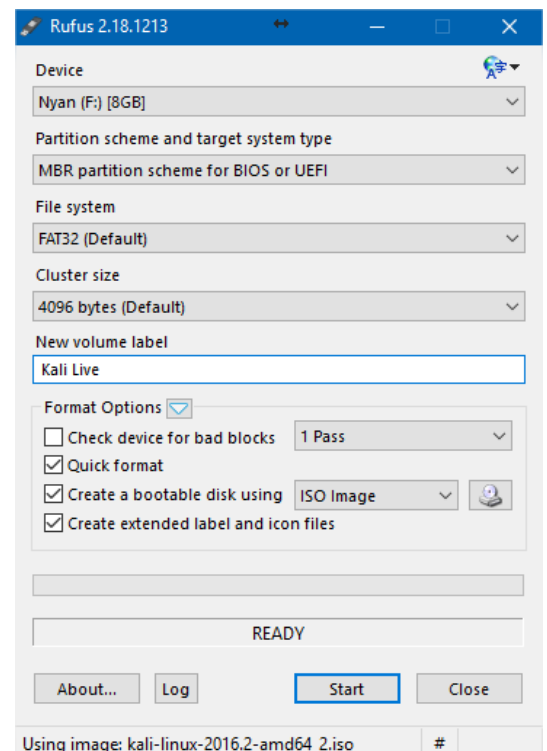 Rufus 2.18.1213
Device
Nyan (F:) [8GB]
Partition scheme and target system type
MBR partition scheme for BIOS or UEFI
File system
FAT32 (Default)
Cluster size
4096 bytes (Default)
New volume label
Kali Live
Format Options
Check device for bad blocks 1 Pass
Quick format
Create a bootable disk using ISO Image
Create extended label and icon files
READY
About... Log Start Close
Using image: kali-linux-2016.2-amd64_2.iso #